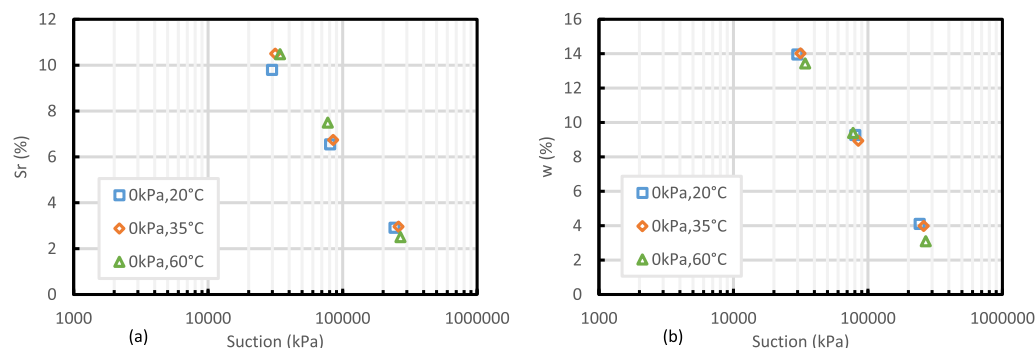 12
10
8
6
4
2
0
Sr (%)
0kPa,20°C
0kPa,35°C
0kPa,60°C
1000
10000
100000
1000000
(a)
Suction (kPa)
16
14
12
10
8
6
4
2
0
w (%)
0kPa,20°C
0kPa,35°C
0kPa,60°C
1000
10000
100000
1000000
(b)
Suction (kPa)